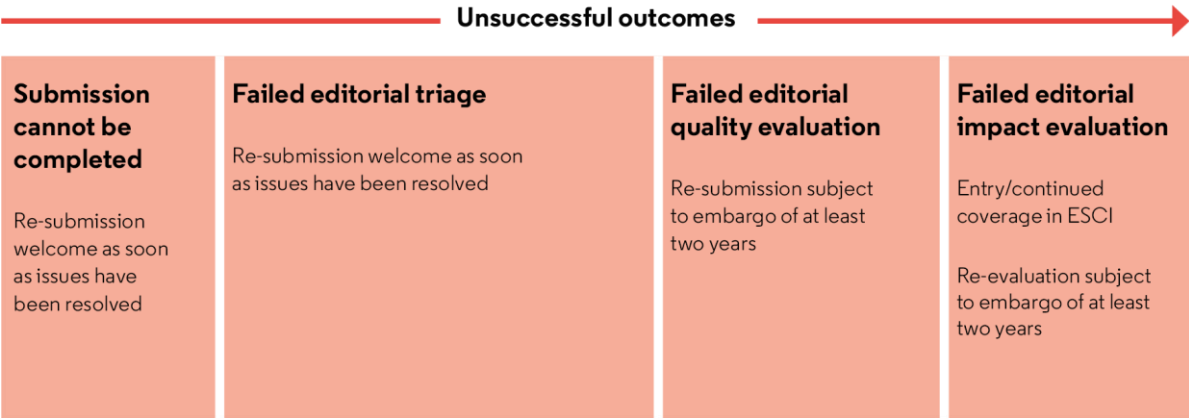 Unsuccessful outcomes
Submission
cannot be
completed
Re-submission
welcome as soon
as issues have
been resolved
Failed editorial triage
Re-submission welcome as soon
as issues have been resolved
Failed editorial
quality evaluation
Re-submission subject
to embargo of at least
two years
Failed editorial
impact evaluation
Entry/continued
coverage in ESCI
Re-evaluation subject
to embargo of at least
two years